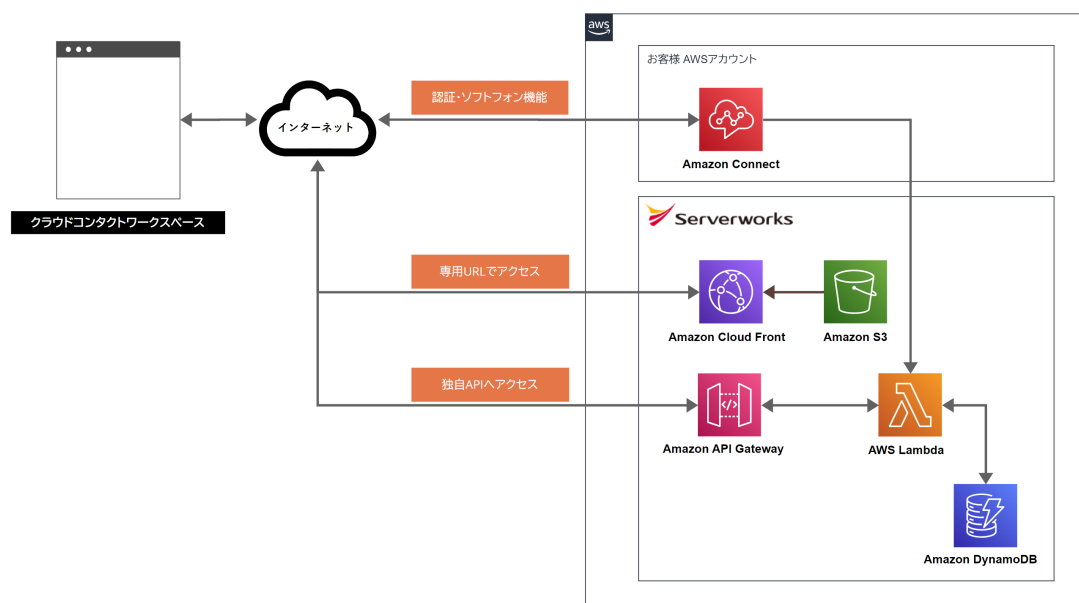 aws
お客様 AWSアカウント
認証・ソフトフォン機能
インターネット
Amazon Connect
クラウドコンタクトワークスペース
Serverworks
専用URLでアクセス
Amazon Cloud Front
Amazon S3
独自APIへアクセス
Amazon API Gateway
AWS Lambda
Amazon DynamoDB